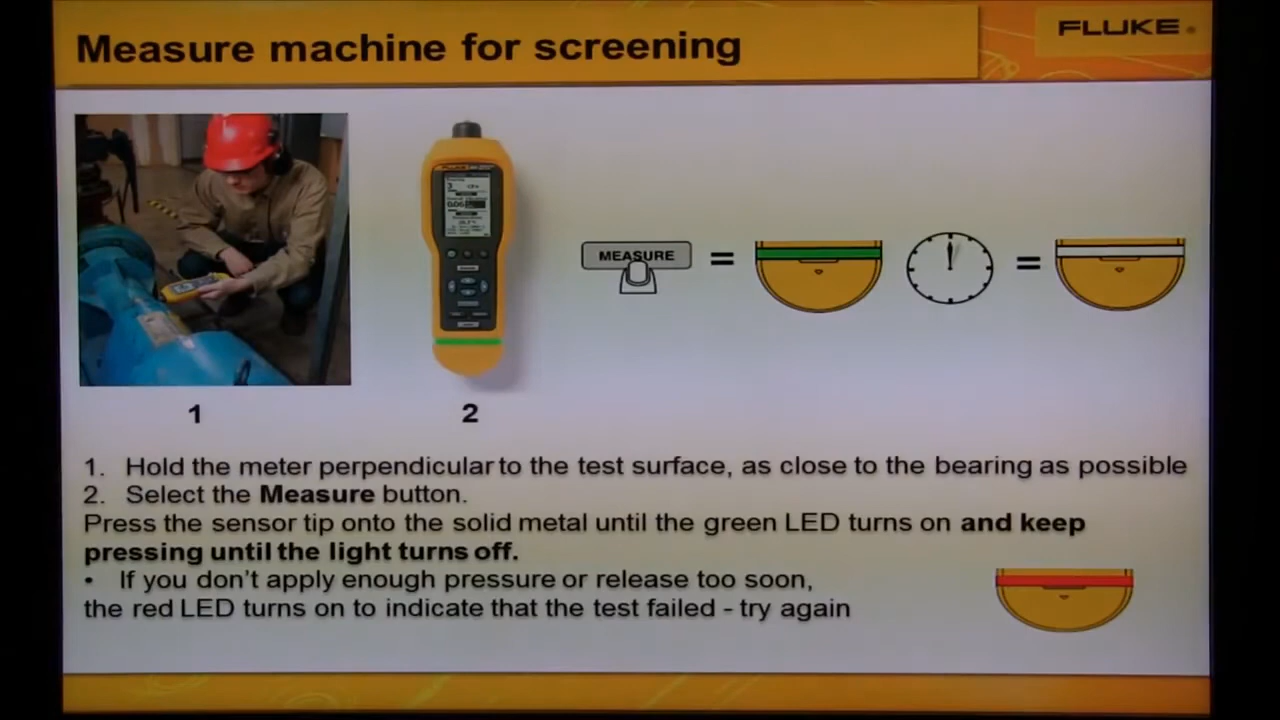 Measure machine for screening
FLUKE®
FLUKE
MEASURE
=
=
1
2
1. Hold the meter perpendicular to the test surface, as close to the bearing as possible
2. Select the Measure button.
Press the sensor tip onto the solid metal until the green LED turns on and keep
pressing until the light turns off.
• If you don't apply enough pressure or release too soon,
the red LED turns on to indicate that the test failed - try again